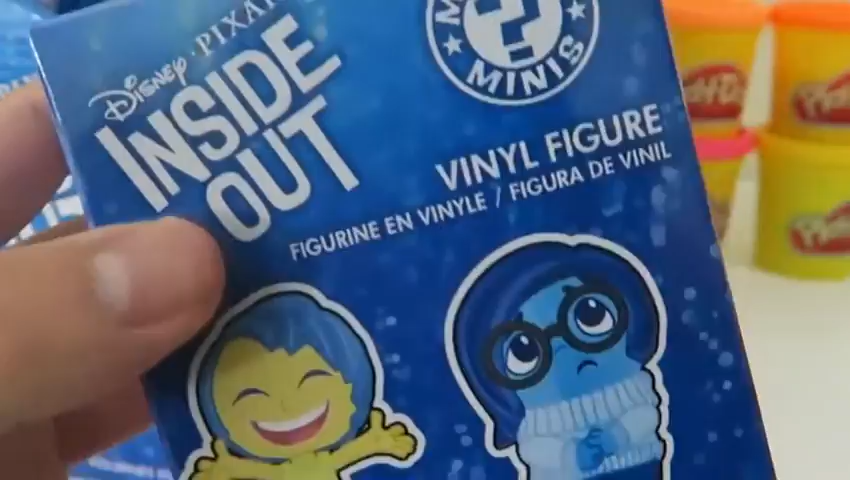 Disney · PIXAR
INSIDE
OUT
MINIS
VINYL FIGURE
FIGURINE EN VINYLE / FIGURA DE VINIL